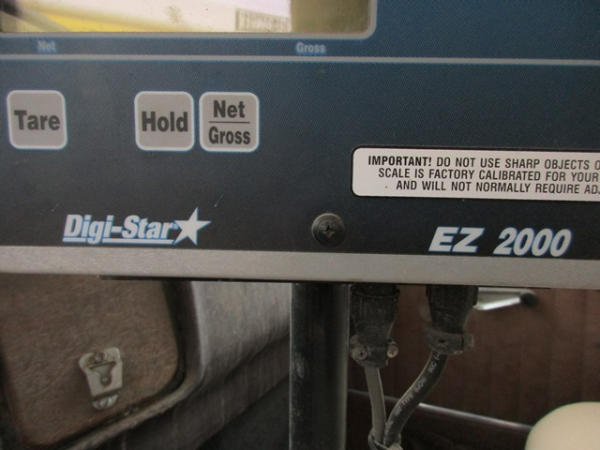 Net Gross
Tare
Hold
Net
Gross
IMPORTANT! DO NOT USE SHARP OBJECTS
SCALE IS FACTORY CALIBRATED FOR YOUR
AND WILL NOT NORMALLY REQUIRE
Digi-Star
EZ 2000